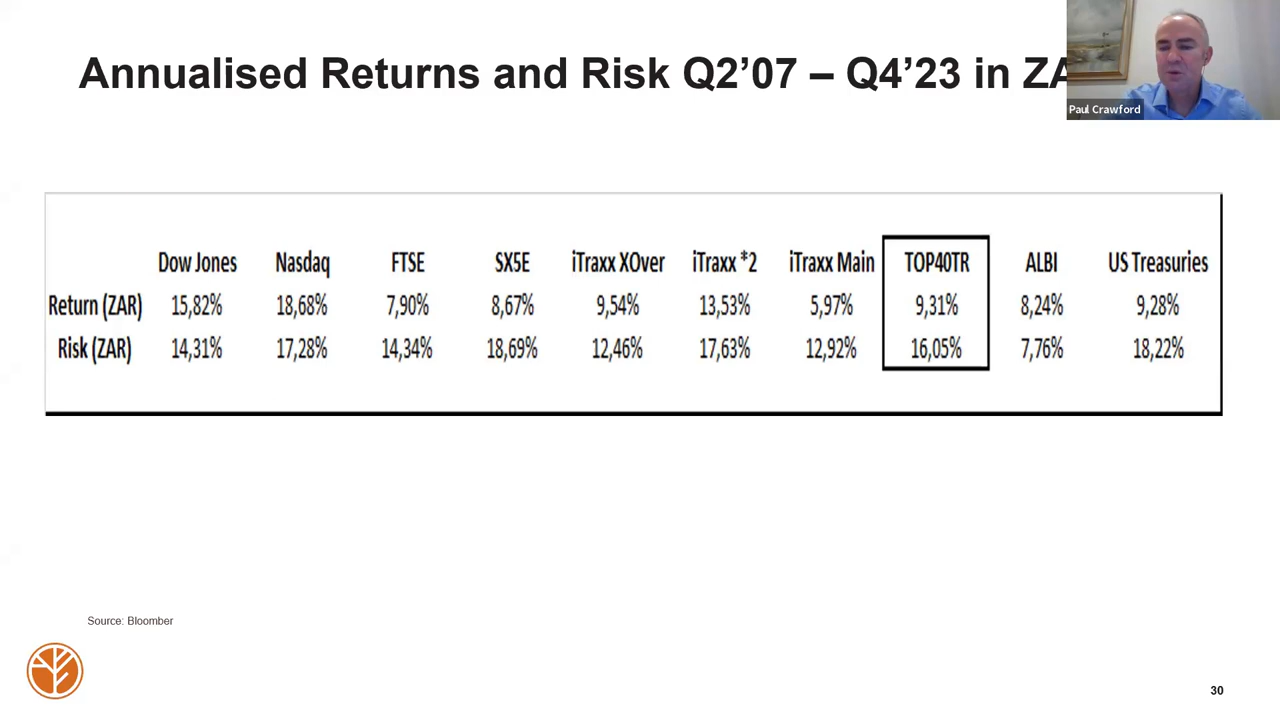 Annualised Returns and Risk Q2’07 – Q4’23 in
Paul Crawford
Dow Jones Nasdaq FTSE SX5E iTraxx XOver iTraxx *2 iTraxx Main TOP40TR ALBI US Treasuries
Return (ZAR) 15,82% 18,68% 7,90% 8,67% 9,54% 13,53% 5,97% 9,31% 8,24% 9,28%
Risk (ZAR) 14,31% 17,28% 14,34% 18,69% 12,46% 17,63% 12,92% 16,05% 7,76% 18,22%
Source: Bloomber
30